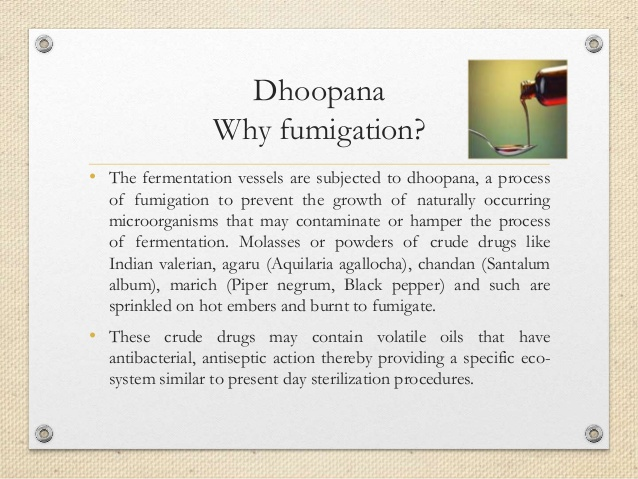 Dhoopana
Why fumigation?
• The fermentation vessels are subjected to dhoopana, a process
of fumigation to prevent the growth of naturally occurring
microorganisms that may contaminate or hamper the process
of fermentation. Molasses or powders of crude drugs like
Indian valerian, agaru (Aquilaria agallocha), chandan (Santalum
album), marich (Piper negrum, Black pepper) and such are
sprinkled on hot embers and burnt to fumigate.
• These crude drugs may contain volatile oils that have
antibacterial, antiseptic action thereby providing a specific eco-
system similar to present day sterilization procedures.